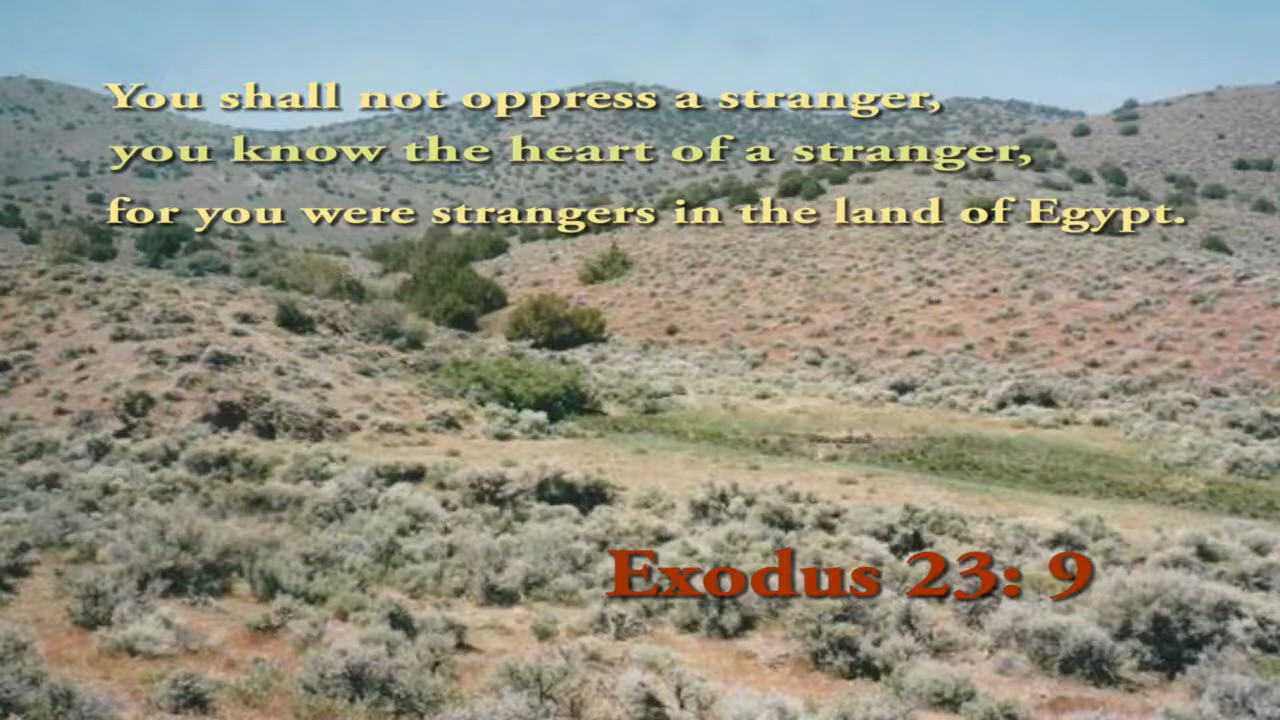 You shall not oppress a stranger,
you know the heart of a stranger,
for you were strangers in the land of Egypt.
Exodus 23: 9